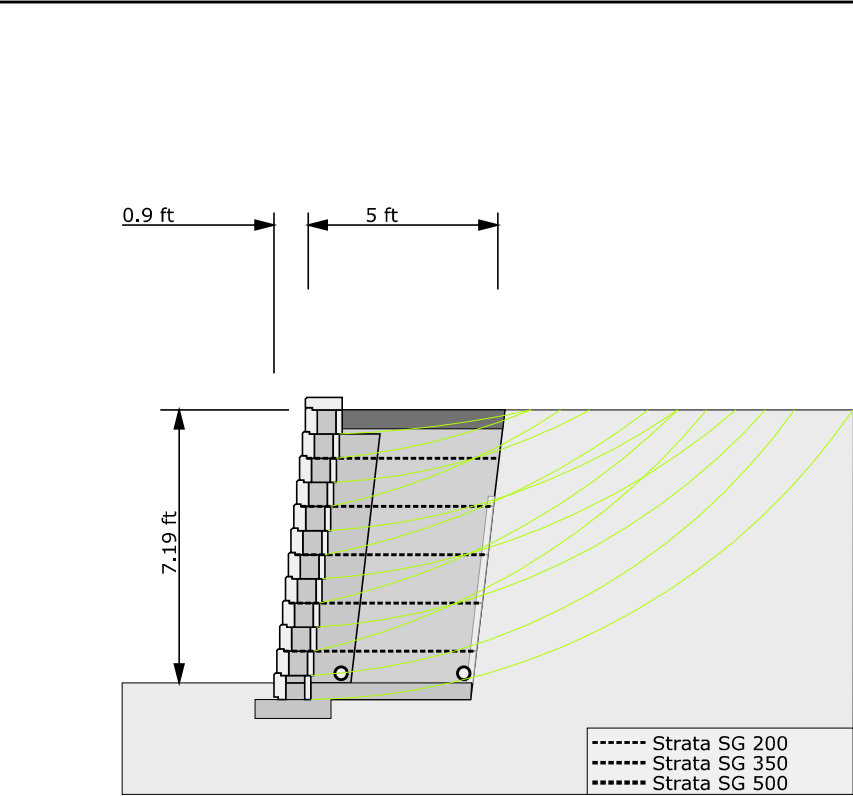 0.9 ft
5 ft
7.19 ft
Strata SG 200
Strata SG 350
Strata SG 500